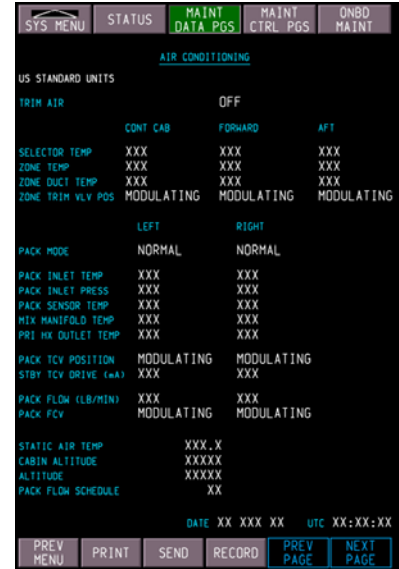 SYS MENU STATUS MAINT DATA PGS MAINT CTRL PGS ONBD MAINT
AIR CONDITIONING
US STANDARD UNITS
TRIM AIR OFF
CONT CAB FORWARD AFT
SELECTOR TEMP XXX XXX XXX
ZONE TEMP XXX XXX XXX
ZONE DUCT TEMP XXX XXX XXX
ZONE TRIM VLV POS MODULATING MODULATING MODULATING
LEFT RIGHT
PACK MODE NORMAL NORMAL
PACK INLET TEMP XXX XXX
PACK INLET PRESS XXX XXX
PACK SENSOR TEMP XXX XXX
MIX MANIFOLD TEMP XXX XXX
PRI HX OUTLET TEMP XXX XXX
PACK TCV POSITION MODULATING MODULATING
STBY TCV DRIVE (mA) XXX XXX
PACK FLOW (LB/MIN) XXX XXX
PACK FCV MODULATING MODULATING
STATIC AIR TEMP XXX.X
CABIN ALTITUDE XXXXX
ALTITUDE XXXXX
PACK FLOW SCHEDULE XX
DATE XX XXX XX UTC XX:XX:XX
PREV MENU PRINT SEND RECORD PREV PAGE NEXT PAGE